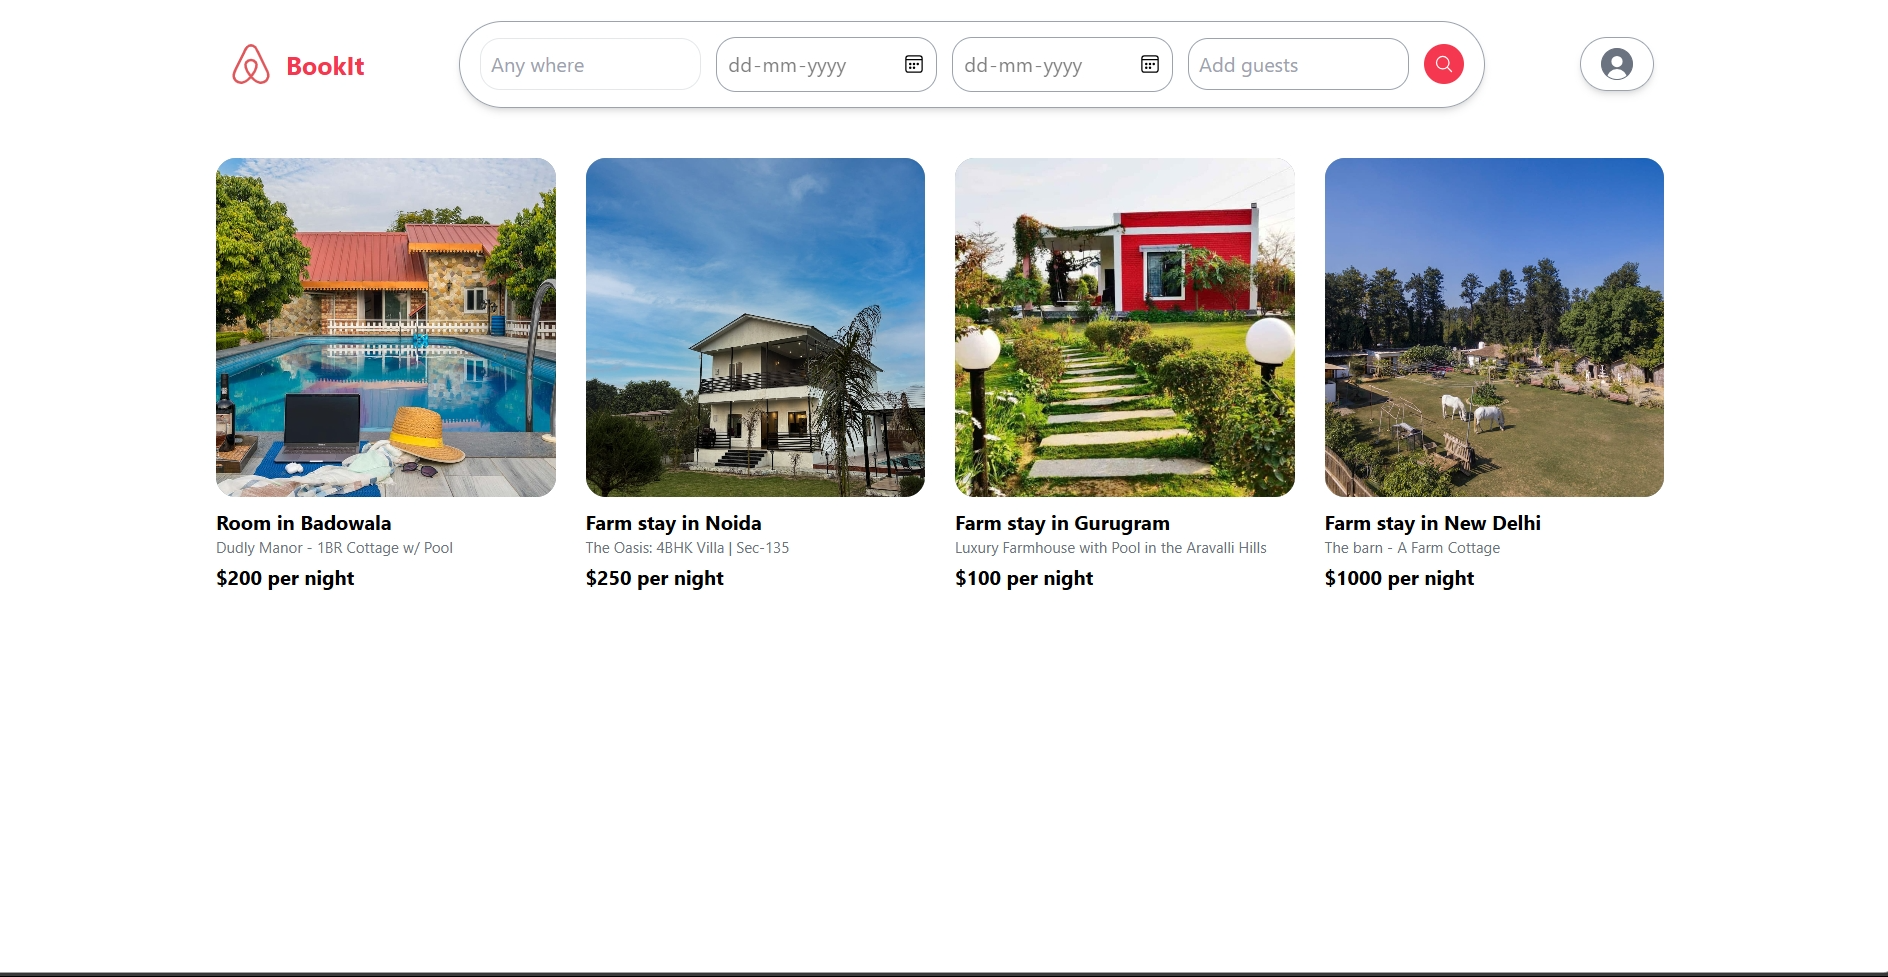 BookIt
Any where
dd-mm-yyyy
dd-mm-yyyy
Add guests
Room in Badowala
Dudly Manor - 1BR Cottage w/ Pool
$200 per night
Farm stay in Noida
The Oasis: 4BHK Villa | Sec-135
$250 per night
Farm stay in Gurugram
Luxury Farmhouse with Pool in the Aravalli Hills
$100 per night
Farm stay in New Delhi
The barn - A Farm Cottage
$1000 per night